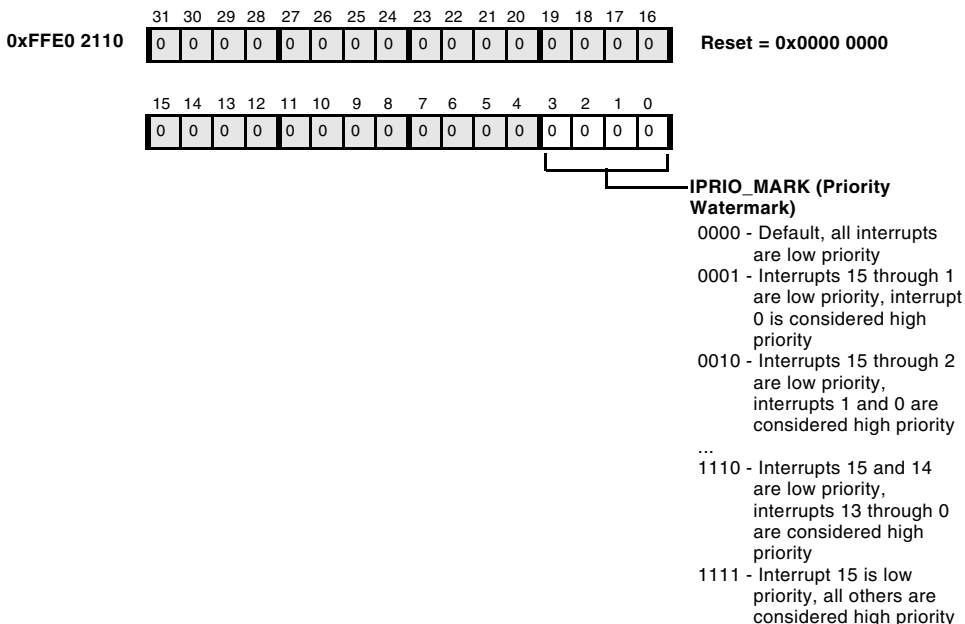 31 30 29 28 27 26 25 24 23 22 21 20 19 18 17 16
0xFFE0 2110 0 0 0 0 0 0 0 0 0 0 0 0 0 0 0 0 Reset = 0x0000 0000
15 14 13 12 11 10 9 8 7 6 5 4 3 2 1 0
0 0 0 0 0 0 0 0 0 0 0 0 0 0 0 0
IPRIO_MARK (Priority
Watermark)
0000 - Default, all interrupts
are low priority
0001 - Interrupts 15 through 1
are low priority, interrupt
0 is considered high
priority
0010 - Interrupts 15 through 2
are low priority,
interrupts 1 and 0 are
considered high priority
...
1110 - Interrupts 15 and 14
are low priority,
interrupts 13 through 0
are considered high
priority
1111 - Interrupt 15 is low
priority, all others are
considered high priority